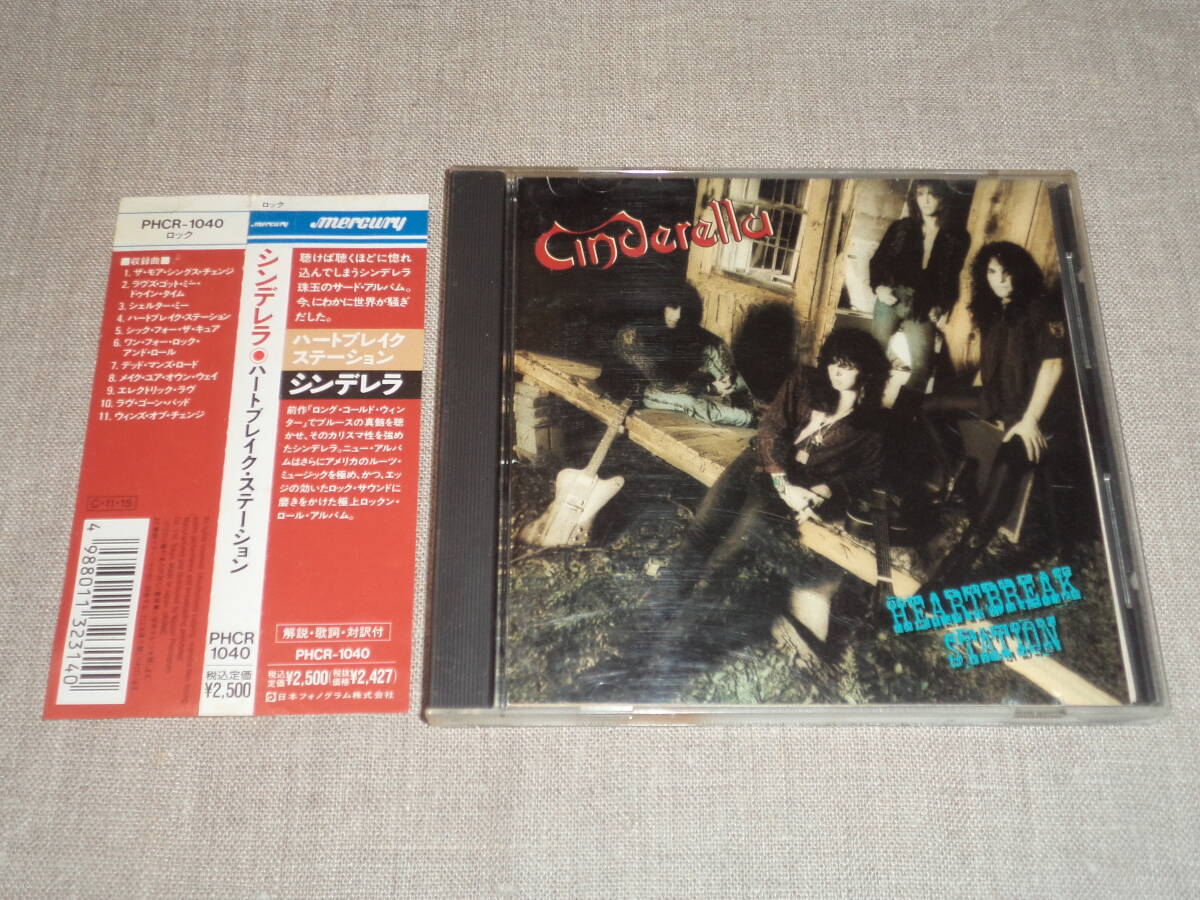 PHCR-1040
ロック
■収録曲■
1. ザ・モア・シングス・チェンジ
2. ラヴズ・ゴット・ミー・
ドゥイン・タイム
3. シェルター・ミー
4. ハートブレイク・ステーション
5. シック・フォー・ザ・キュア
6. ワン・フォー・ロック・
アンド・ロール
7. デッド・マンズ・ロード
8. メイク・ユア・オウン・ウェイ
9. エレクトリック・ラヴ
10. ラヴ・ゴーン・バッド
11. ウィンズ・オブ・チェンジ
C-11-15
4988011323140
ロック
mercury
シンデレラ◉ハートブレイク・ステーション
PHCR
1040
税込定価
¥2,500
mercury
聴けば聴くほどに惚れ
込んでしまうシンデレラ
珠玉のサード・アルバム。
今、にわかに世界が騒ぎ
だした。
ハートブレイク
ステーション
シンデレラ
前作「ロング・コールド・ウィン
ター」でブルースの真髄を聴
かせ、そのカリスマ性を強め
たシンデレラ。ニュー・アルバ
ムはさらにアメリカのルーツ・
ミュージックを極め、かつ、エッ
ジの効いたロック・サウンドに
磨きをかけた極上ロックン・
ロール・アルバム。
解説・歌詞・対訳付
PHCR-1040
税込定価¥2,500(税抜価格¥2,427)
日本フォノグラム株式会社
Cinderella
HEARTBREAK
STATION